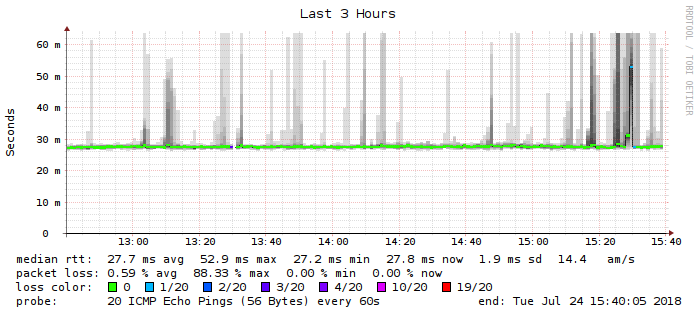 Last 3 Hours
RRDTOOL / TOBI OETIKER
Seconds
60 m
50 m
40 m
30 m
20 m
10 m
0
13:00 13:20 13:40 14:00 14:20 14:40 15:00 15:20 15:40
median rtt: 27.7 ms avg 52.9 ms max 27.2 ms min 27.8 ms now 1.9 ms sd 14.4 am/s
packet loss: 0.59 % avg 88.33 % max 0.00 % min 0.00 % now
loss color: 0 1/20 2/20 3/20 4/20 10/20 19/20
probe: 20 ICMP Echo Pings (56 Bytes) every 60s end: Tue Jul 24 15:40:05 2018